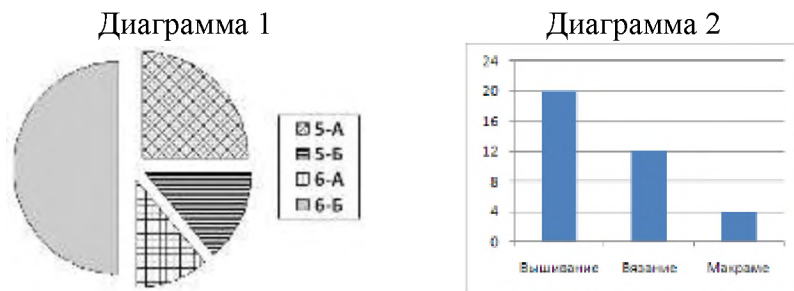 Диаграмма 1
5-А
5-Б
6-А
6-Б
Диаграмма 2
24
20
16
12
8
4
0
Вышивание Вязание Макраме